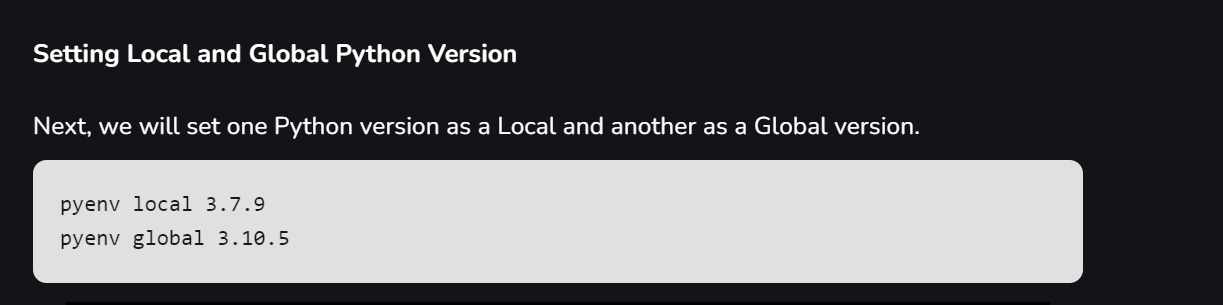 Setting Local and Global Python Version
Next, we will set one Python version as a Local and another as a Global version.
pyenv local 3.7.9
pyenv global 3.10.5